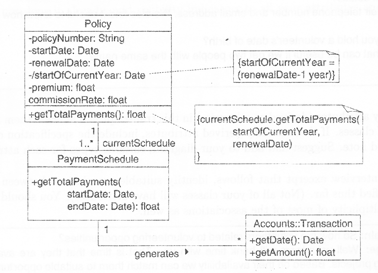 Policy
-policyNumber: String
-startDate: Date
-renewalDate: Date
-/startOfCurrentYear: Date
-premium: float
commissionRate: float
+getTotalPayments(): float
{startOfCurrentYear =
(renewalDate-1 year)}
{currentSchedule.getTotalPayments(
startOfCurrentYear,
renewalDate)
}
1
1..* currentSchedule
PaymentSchedule
+getTotalPayments(
startDate: Date,
endDate: Date): float
1
generates
*
Accounts::Transaction
+getDate(): Date
+getAmount(): float